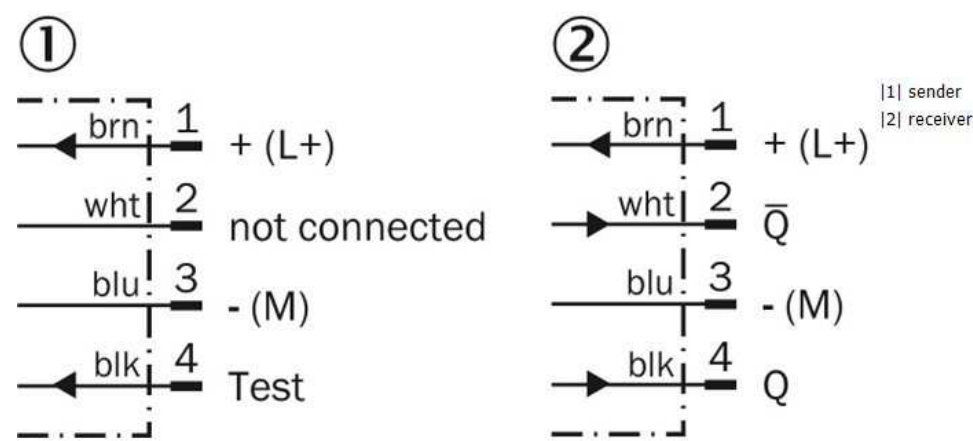 ①
brn 1 + (L+)
wht 2 not connected
blu 3 - (M)
blk 4 Test
②
brn 1 + (L+)
wht 2 Q̅
blu 3 - (M)
blk 4 Q
|1| sender
|2| receiver